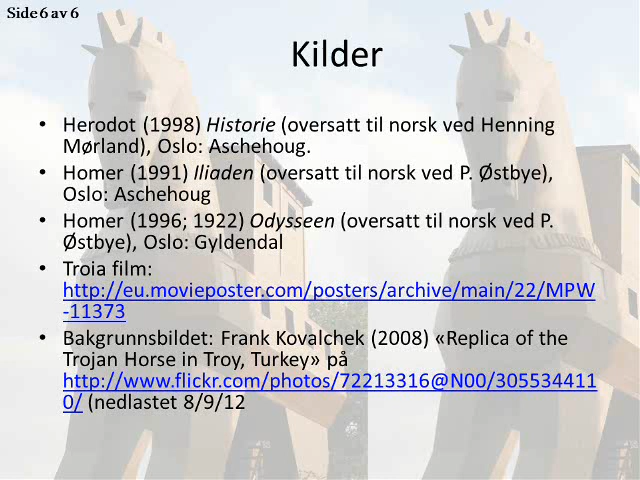 Side 6 av 6
Kilder
• Herodot (1998) Historie (oversatt til norsk ved Henning
Mørland), Oslo: Aschehoug.
• Homer (1991) Iliaden (oversatt til norsk ved P. Østbye),
Oslo: Aschehoug
• Homer (1996; 1922) Odysseen (oversatt til norsk ved P.
Østbye), Oslo: Gyldendal
• Troia film:
http://eu.movieposter.com/posters/archive/main/22/MPW
-11373
• Bakgrunnsbildet: Frank Kovalchek (2008) «Replica of the
Trojan Horse in Troy, Turkey» på
http://www.flickr.com/photos/72213316@N00/305534411
0/ (nedlastet 8/9/12